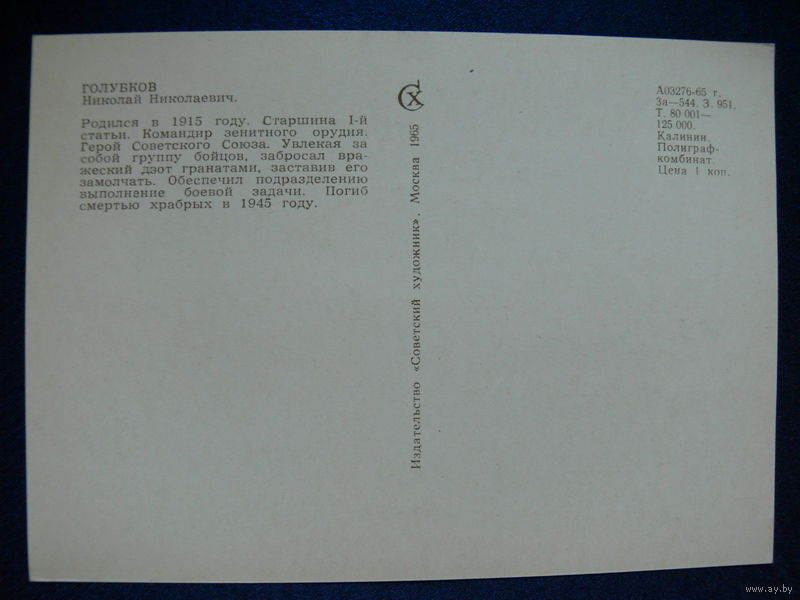 ГОЛУБКОВ
Николай Николаевич.
Родился в 1915 году. Старшина I-й
статьи. Командир зенитного орудия.
Герой Советского Союза. Увлекая за
собой группу бойцов, забросал вра-
жеский дзот гранатами, заставив его
замолчать. Обеспечил подразделению
выполнение боевой задачи. Погиб
смертью храбрых в 1945 году.
СХ
Издательство «Советский художник». Москва 1965
А03276-65 г.
За—544. З. 951.
Т. 80 001—
125 000.
Калинин.
Полиграф-
комбинат.
Цена 1 коп.
www.ay.by